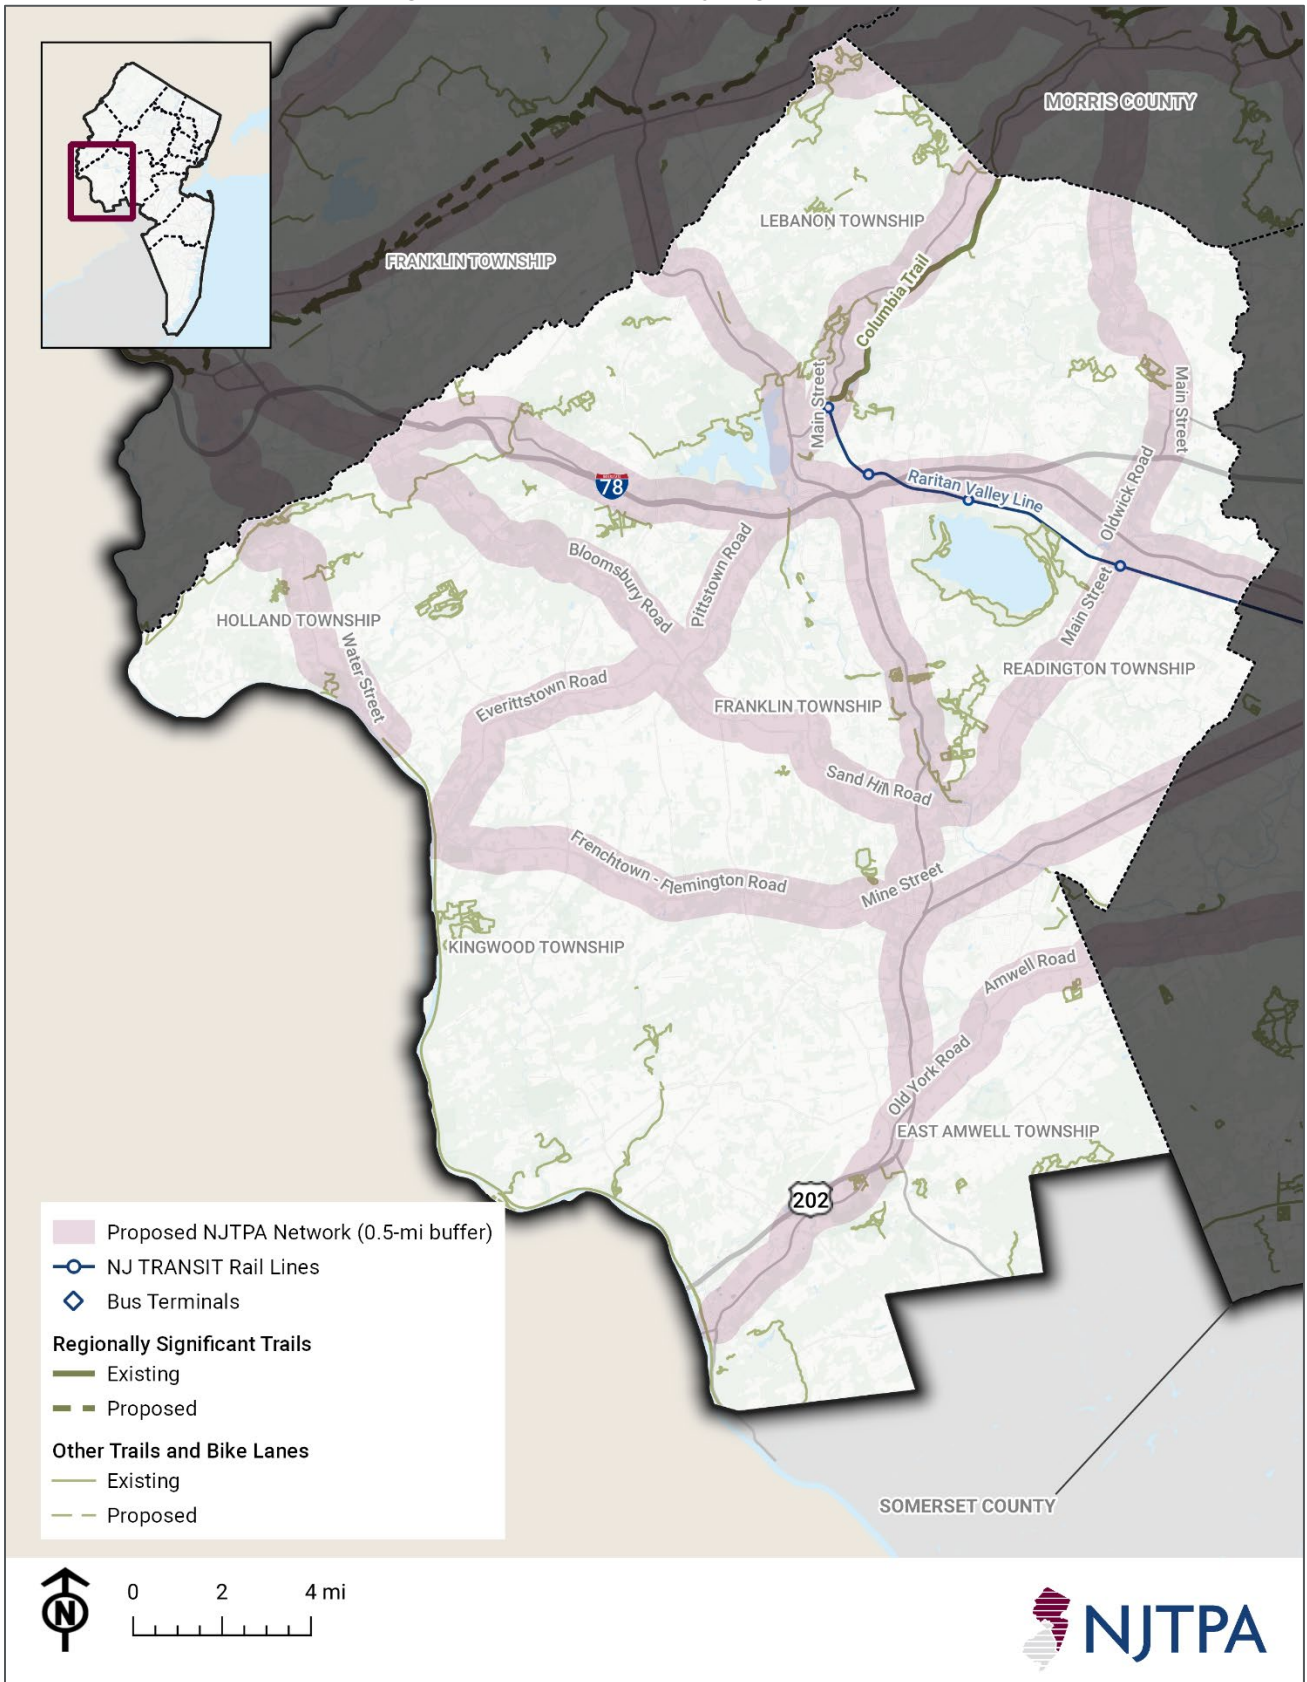 MORRIS COUNTY
LEBANON TOWNSHIP
FRANKLIN TOWNSHIP
Columbia Trail
Main Street
Main Street
78
Raritan Valley Line
Oldwick Road
Bloomsbury Road
Pittstown Road
Main Street
HOLLAND TOWNSHIP
Water Street
READINGTON TOWNSHIP
Everittstown Road
FRANKLIN TOWNSHIP
Sand Hill Road
Frenchtown - Flemington Road
Mine Street
KINGWOOD TOWNSHIP
Amwell Road
Old York Road
EAST AMWELL TOWNSHIP
202
Proposed NJTPA Network (0.5-mi buffer)
NJ TRANSIT Rail Lines
Bus Terminals
Regionally Significant Trails
Existing
Proposed
Other Trails and Bike Lanes
Existing
Proposed
SOMERSET COUNTY
N
0 2 4 mi
NJTPA